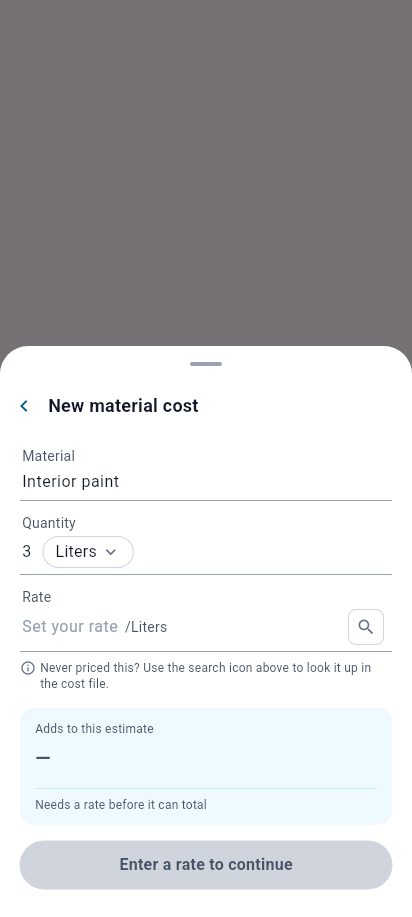 New material cost
Material
Interior paint
Quantity
3 Liters
Rate
Set your rate /Liters
Never priced this? Use the search icon above to look it up in
the cost file.
Adds to this estimate
—
Needs a rate before it can total
Enter a rate to continue